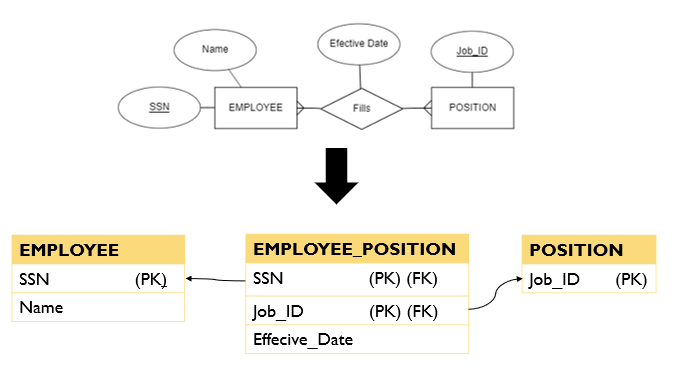 Name
Efective Date
Job_ID
SSN
EMPLOYEE
Fills
POSITION
EMPLOYEE
SSN (PK)
Name
EMPLOYEE_POSITION
SSN (PK) (FK)
Job_ID (PK) (FK)
Effecive_Date
POSITION
Job_ID (PK)